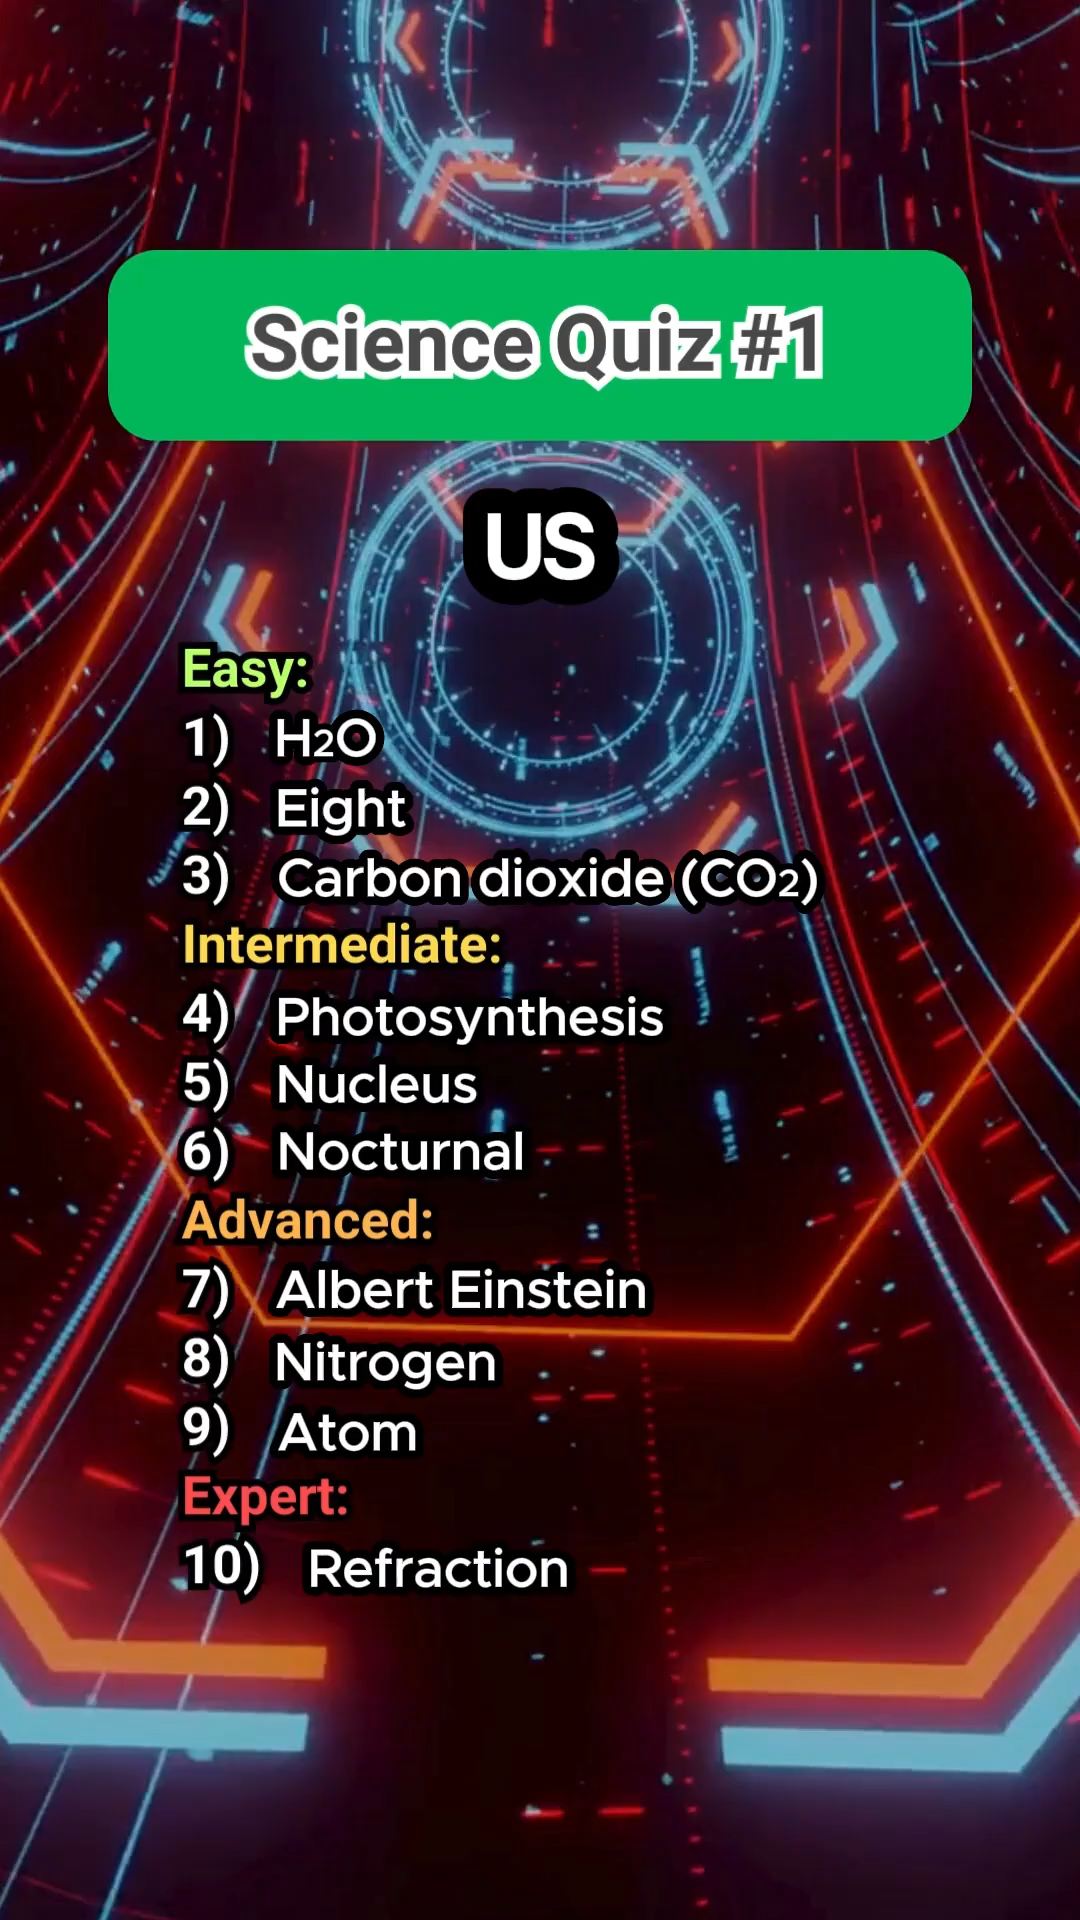 Science Quiz #1
US
Easy:
1) H₂O
2) Eight
3) Carbon dioxide (CO₂)
Intermediate:
4) Photosynthesis
5) Nucleus
6) Nocturnal
Advanced:
7) Albert Einstein
8) Nitrogen
9) Atom
Expert:
10) Refraction